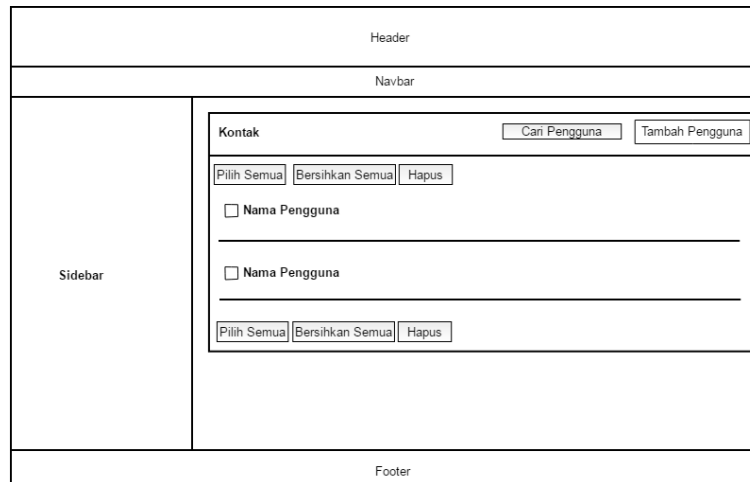 Header
Navbar
Kontak Cari Pengguna Tambah Pengguna
Pilih Semua Bersihkan Semua Hapus
Nama Pengguna
Sidebar
Nama Pengguna
Pilih Semua Bersihkan Semua Hapus
Footer